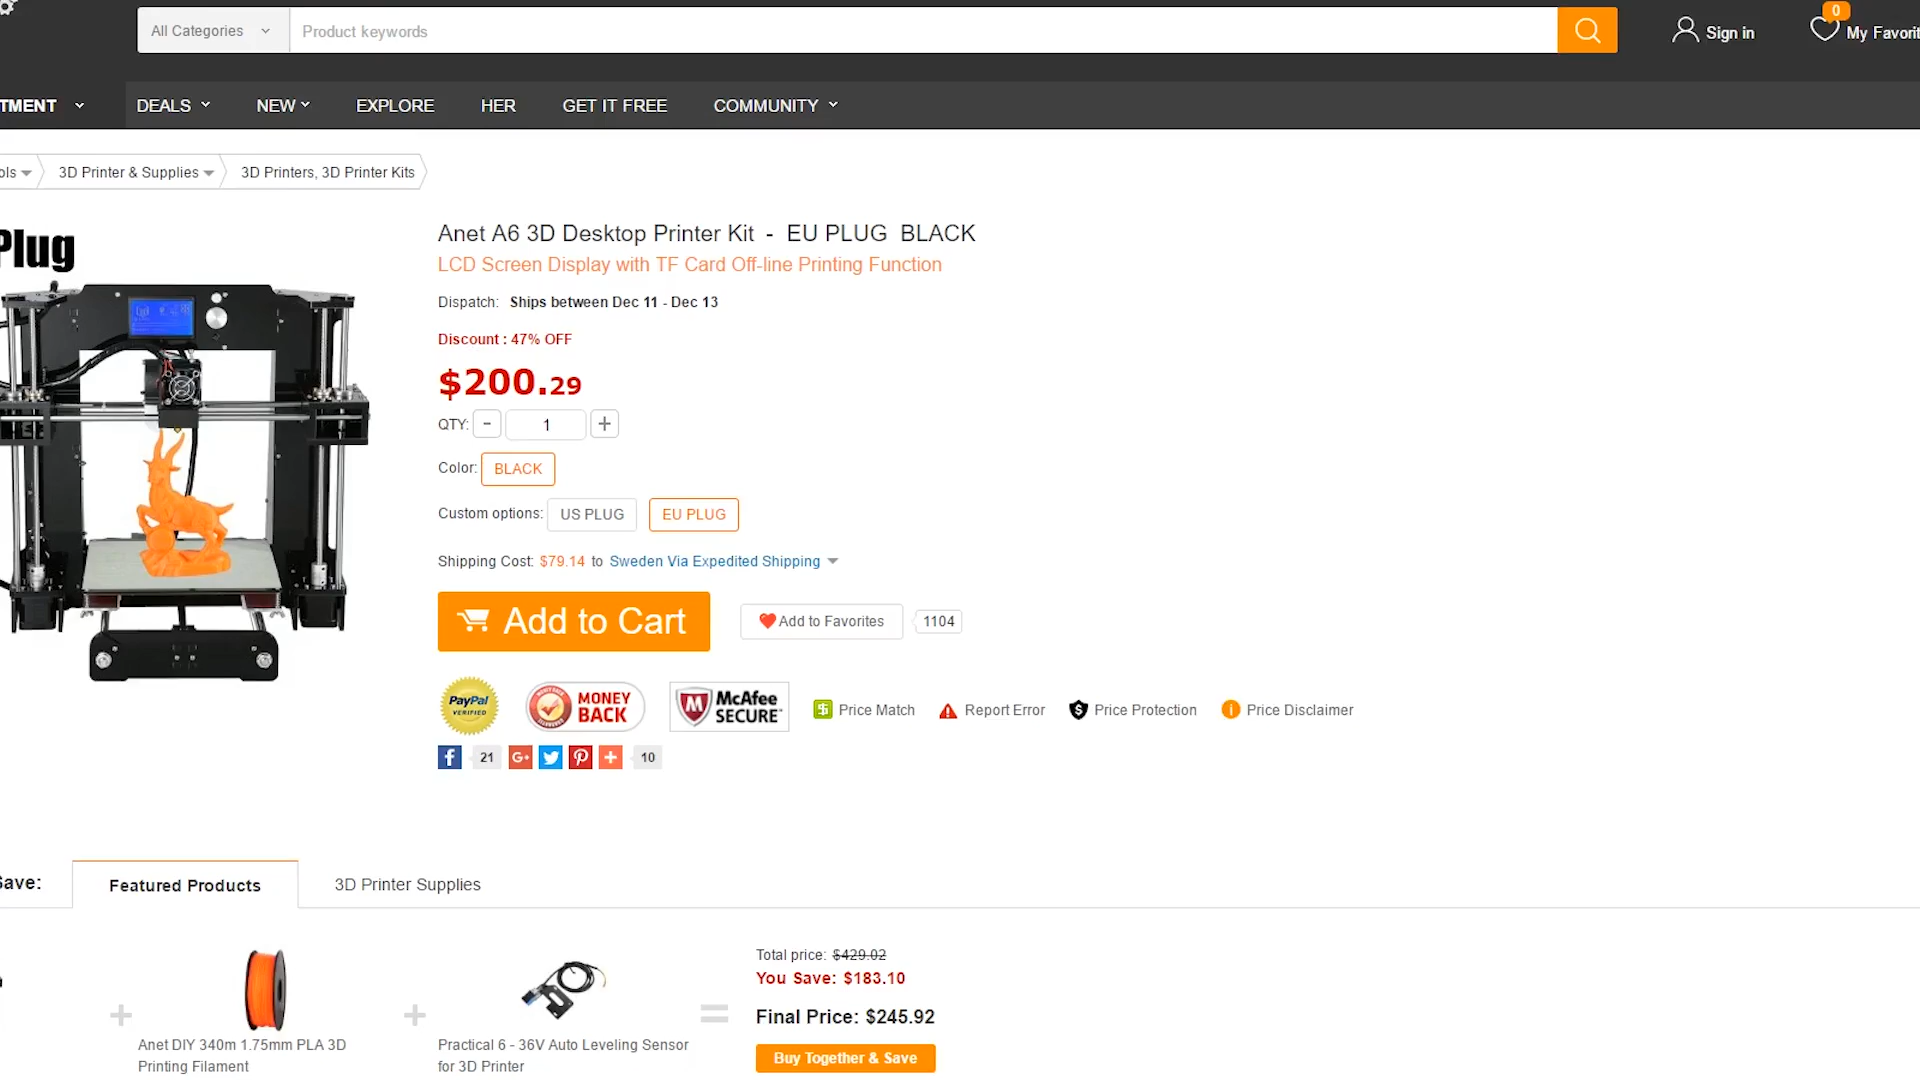 All Categories
Product keywords
Sign in
0
My Favorit
TMENT
DEALS
NEW
EXPLORE
HER
GET IT FREE
COMMUNITY
ols
3D Printer & Supplies
3D Printers, 3D Printer Kits
Plug
Anet A6 3D Desktop Printer Kit - EU PLUG BLACK
LCD Screen Display with TF Card Off-line Printing Function
Dispatch: Ships between Dec 11 - Dec 13
Discount : 47% OFF
$200.29
QTY: - 1 +
Color: BLACK
Custom options: US PLUG EU PLUG
Shipping Cost: $79.14 to Sweden Via Expedited Shipping
Add to Cart
Add to Favorites
1104
PayPal
VERIFIED
MONEY
BACK
McAfee
SECURE
Price Match
Report Error
Price Protection
Price Disclaimer
21
G+
10
Save:
Featured Products
3D Printer Supplies
+
Anet DIY 340m 1.75mm PLA 3D
Printing Filament
+
Practical 6 - 36V Auto Leveling Sensor
for 3D Printer
=
Total price: $429.02
You Save: $183.10
Final Price: $245.92
Buy Together & Save